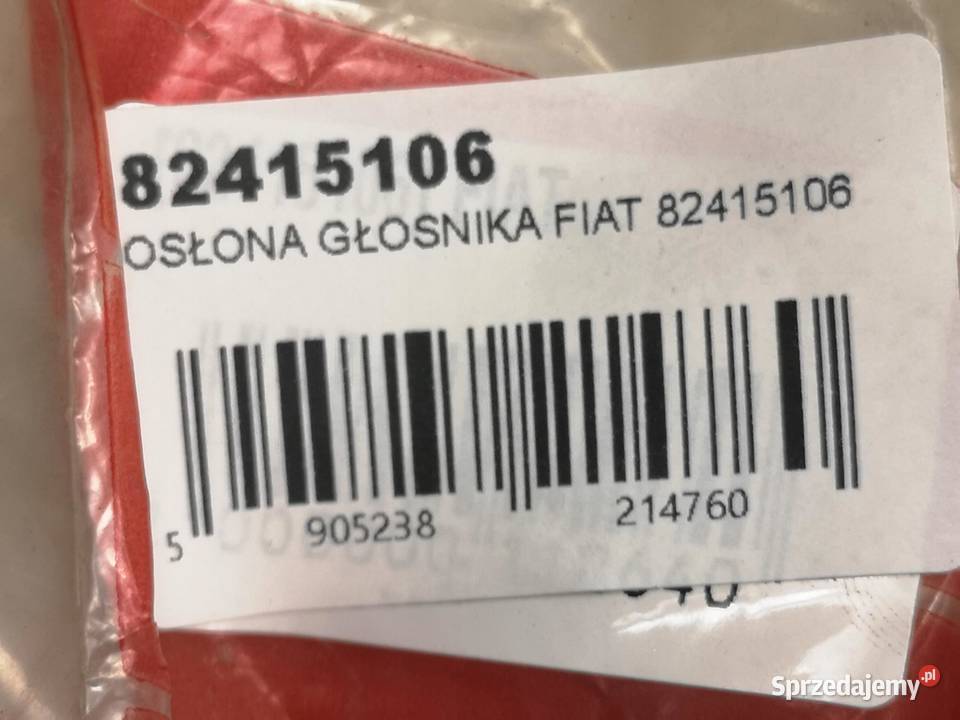 82415106
OSŁONA GŁOSNIKA FIAT 82415106
5 905238 214760
Sprzedajemy.pl